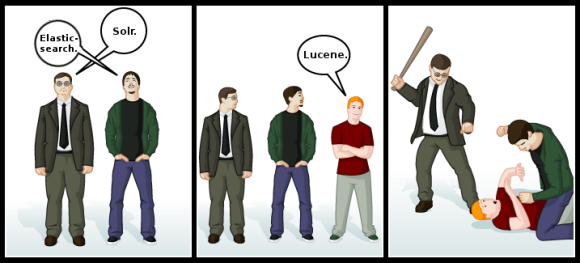 Elastic-
search.
Solr.
Lucene.